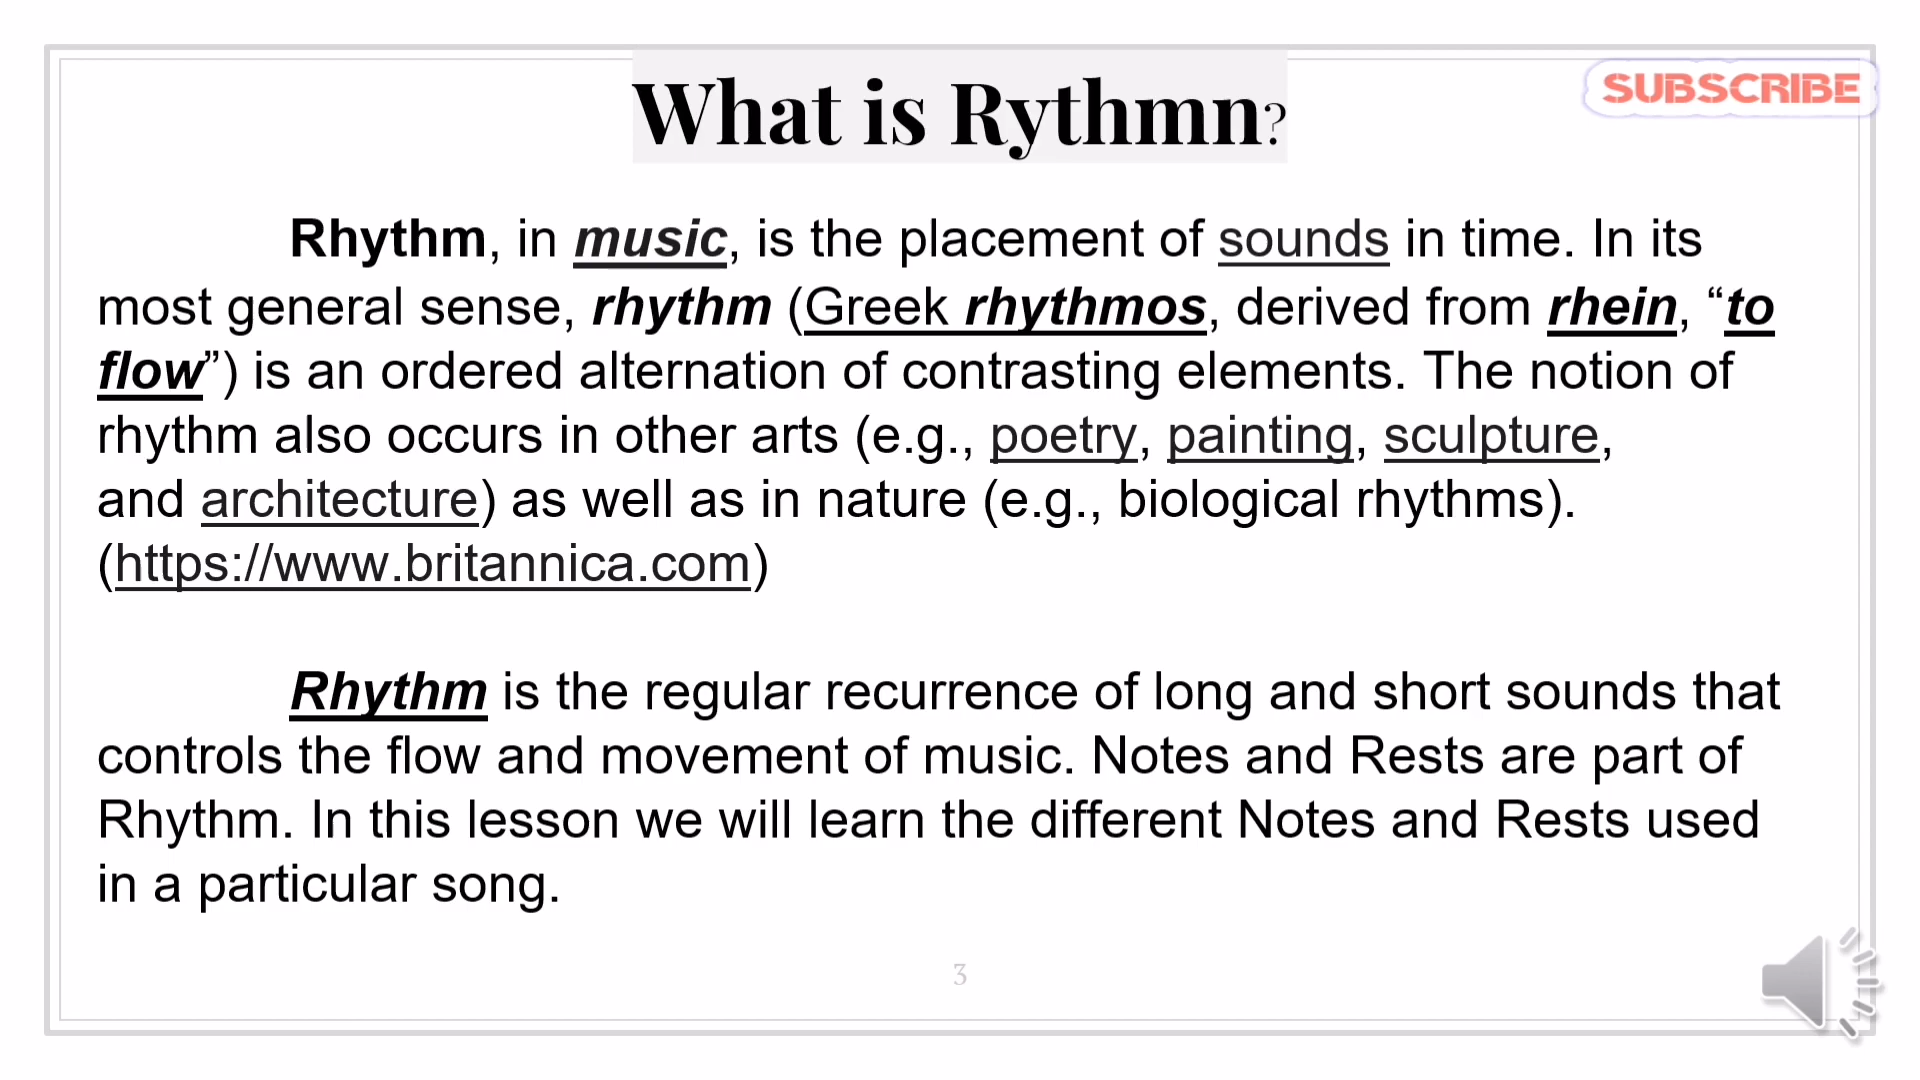 What is Rythmn?
SUBSCRIBE
Rhythm, in music, is the placement of sounds in time. In its
most general sense, rhythm (Greek rhythmos, derived from rhein, “to
flow”) is an ordered alternation of contrasting elements. The notion of
rhythm also occurs in other arts (e.g., poetry, painting, sculpture,
and architecture) as well as in nature (e.g., biological rhythms).
(https://www.britannica.com)
Rhythm is the regular recurrence of long and short sounds that
controls the flow and movement of music. Notes and Rests are part of
Rhythm. In this lesson we will learn the different Notes and Rests used
in a particular song.
3